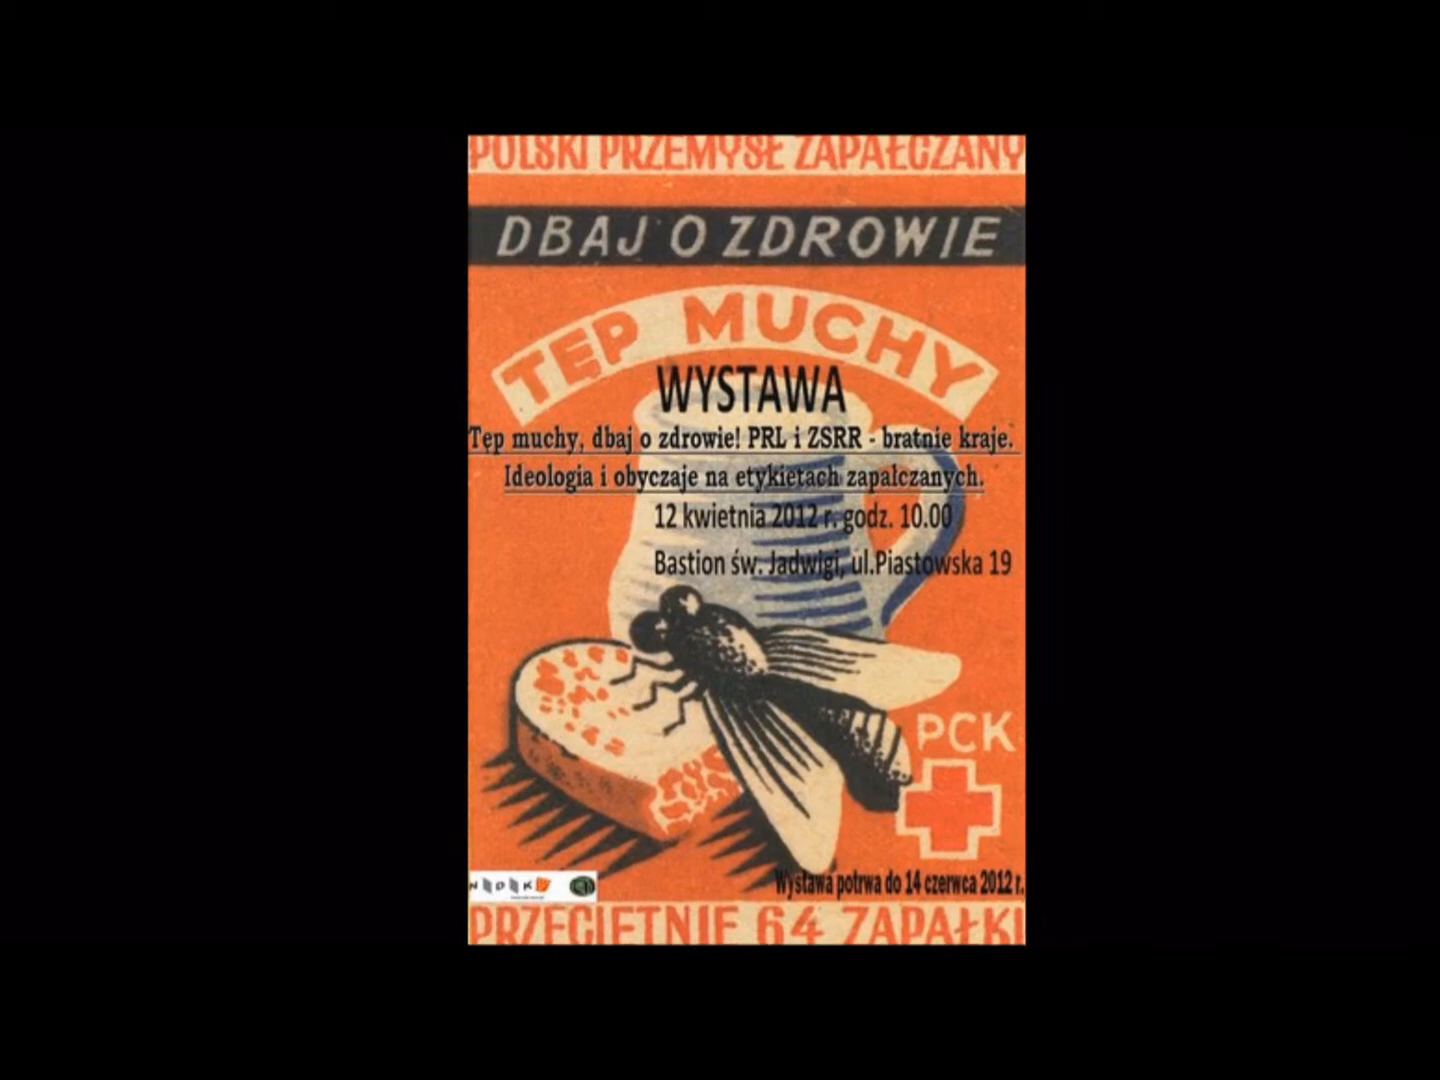 POLSKI PRZEMYSŁ ZAPAŁCZANY
DBAJ O ZDROWIE
TĘP MUCHY
WYSTAWA
Tęp muchy, dbaj o zdrowie! PRL i ZSRR - bratnie kraje.
Ideologia i obyczaje na etykietach zapalczanych.
12 kwietnia 2012 r. godz. 10.00
Bastion św. Jadwigi, ul.Piastowska 19
PCK
Wystawa potrwa do 14 czerwca 2012 r.
PRZECIĘTNIE 64 ZAPAŁKI